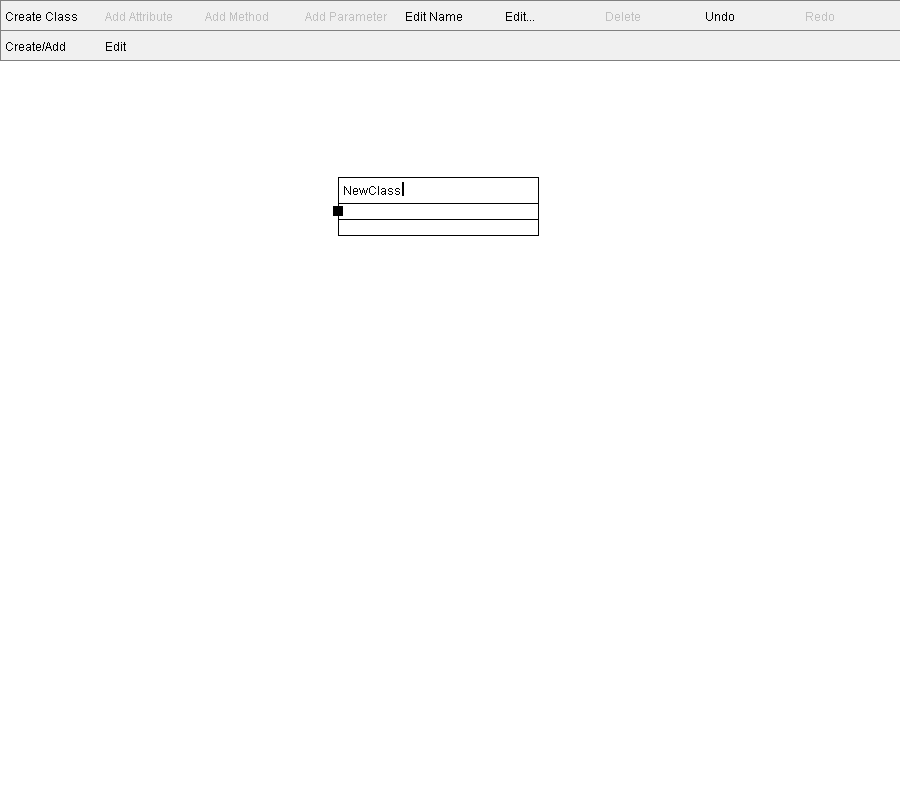 Create Class Add Attribute Add Method Add Parameter Edit Name Edit... Delete Undo Redo
Create/Add Edit
NewClass